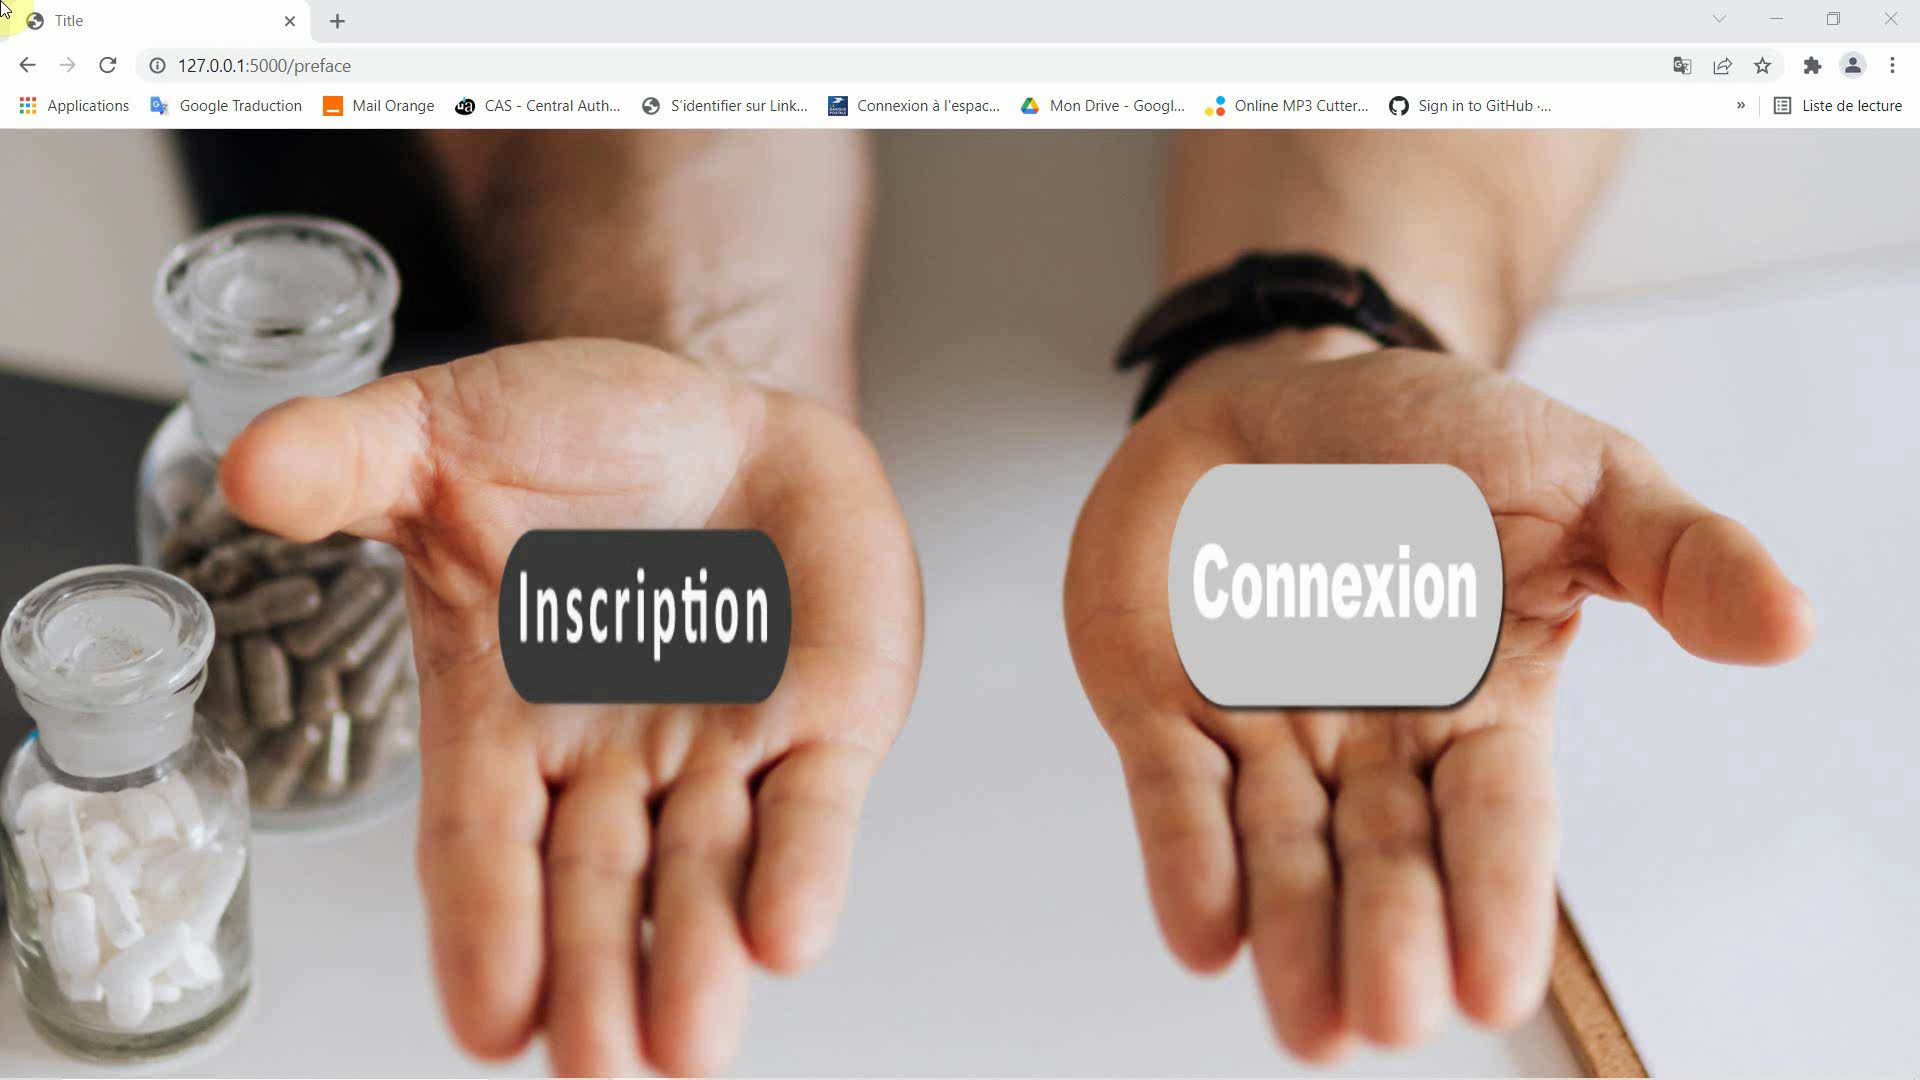 Title
127.0.0.1:5000/preface
Applications
Google Traduction
Mail Orange
CAS - Central Auth...
S'identifier sur Link...
Connexion à l'espac...
Mon Drive - Googl...
Online MP3 Cutter...
Sign in to GitHub ·...
»
Liste de lecture
Inscription
Connexion